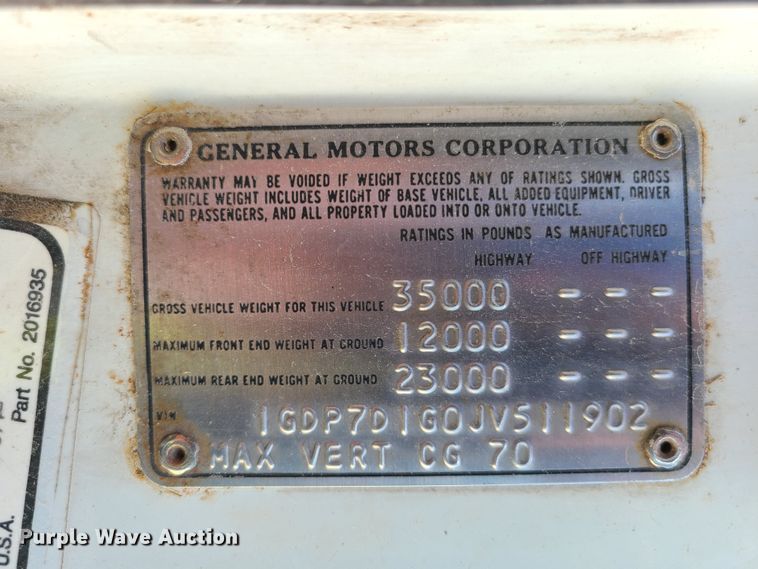 GENERAL MOTORS CORPORATION
WARRANTY MAY BE VOIDED IF WEIGHT EXCEEDS ANY OF RATINGS SHOWN. GROSS
VEHICLE WEIGHT INCLUDES WEIGHT OF BASE VEHICLE, ALL ADDED EQUIPMENT, DRIVER
AND PASSENGERS, AND ALL PROPERTY LOADED INTO OR ONTO VEHICLE.
RATINGS IN POUNDS AS MANUFACTURED
HIGHWAY OFF HIGHWAY
GROSS VEHICLE WEIGHT FOR THIS VEHICLE 35000 - - -
MAXIMUM FRONT END WEIGHT AT GROUND 12000 - - -
MAXIMUM REAR END WEIGHT AT GROUND 23000 - - -
VIN 1GDP7D1G0JV511902
MAX VERT CG 70
Part No. 2016935
U.S.A.
Purple Wave Auction